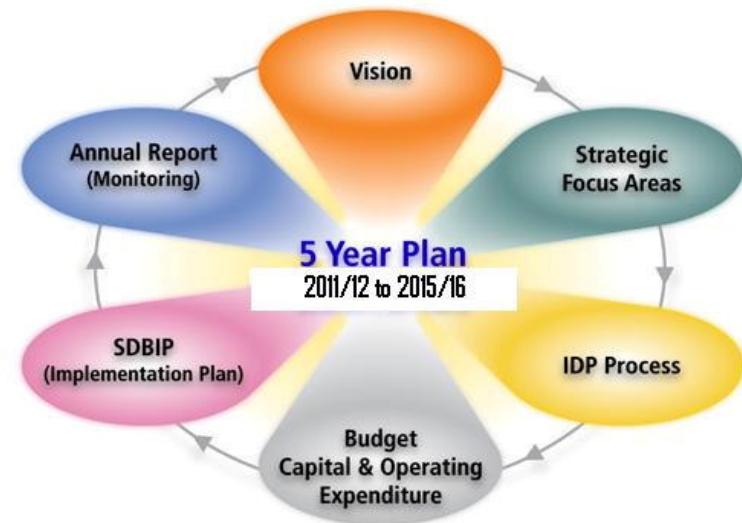 Vision
Strategic
Focus Areas
IDP Process
Budget
Capital & Operating
Expenditure
SDBIP
(Implementation Plan)
Annual Report
(Monitoring)
5 Year Plan
2011/12 to 2015/16